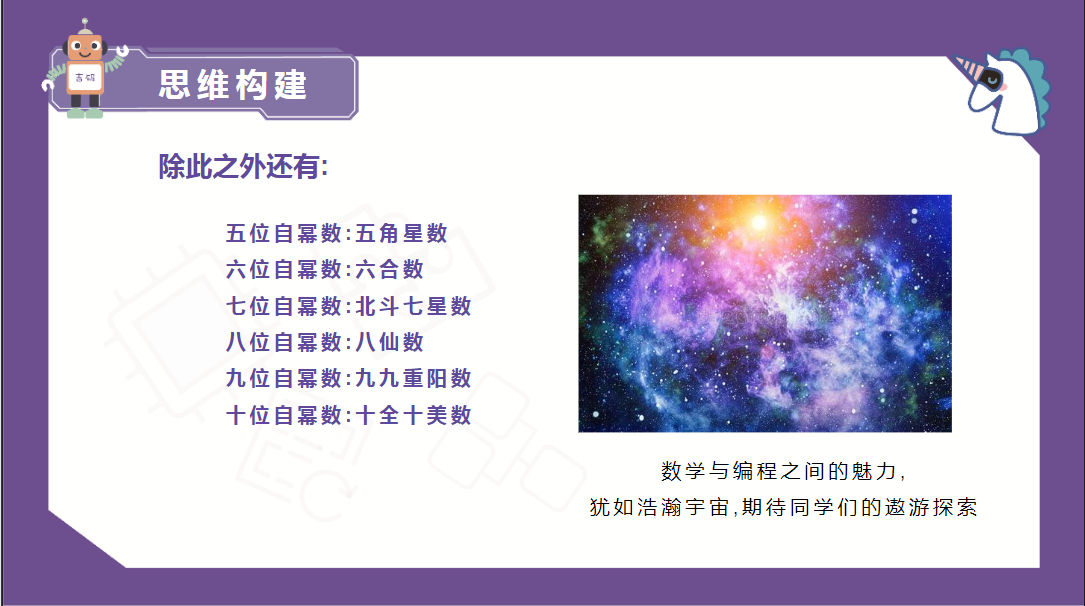 思维构建
除此之外还有:
五位自幂数:五角星数
六位自幂数:六合数
七位自幂数:北斗七星数
八位自幂数:八仙数
九位自幂数:九九重阳数
十位自幂数:十全十美数
数学与编程之间的魅力,
犹如浩瀚宇宙,期待同学们的遨游探索